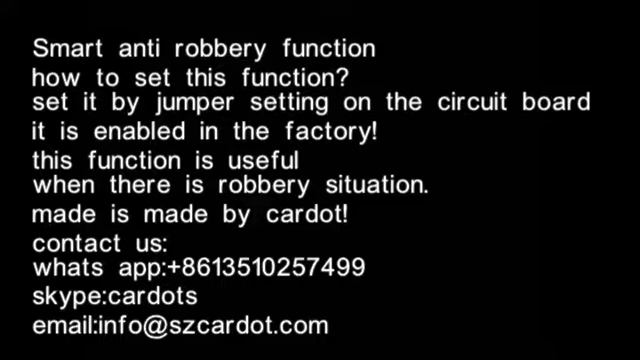 Smart anti robbery function
how to set this function?
set it by jumper setting on the circuit board
it is enabled in the factory!
this function is useful
when there is robbery situation.
made is made by cardot!
contact us:
whats app:+8613510257499
skype:cardots
email:info@szcardot.com